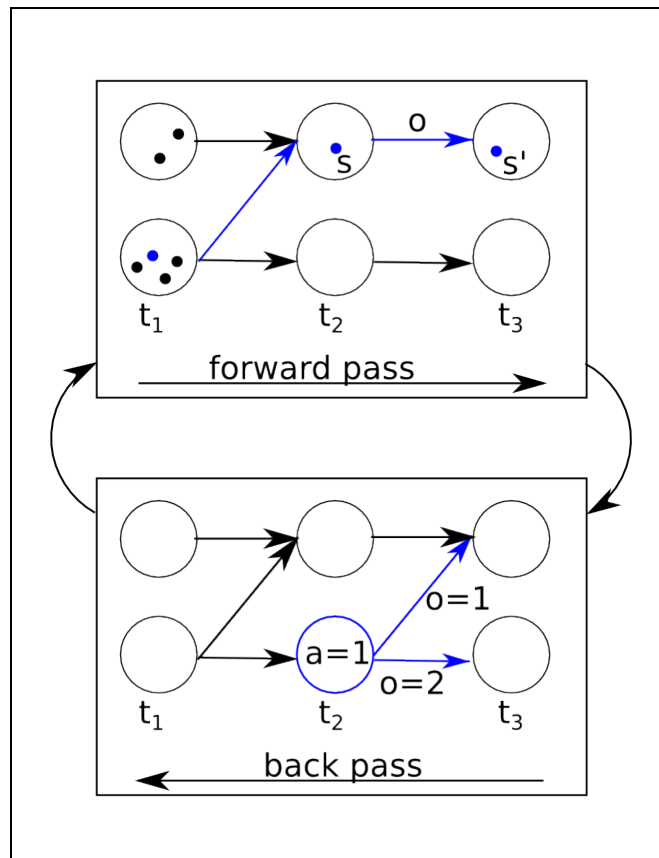 o
s
s'
t₁ t₂ t₃
forward pass
o=1
a=1
o=2
t₁ t₂ t₃
back pass